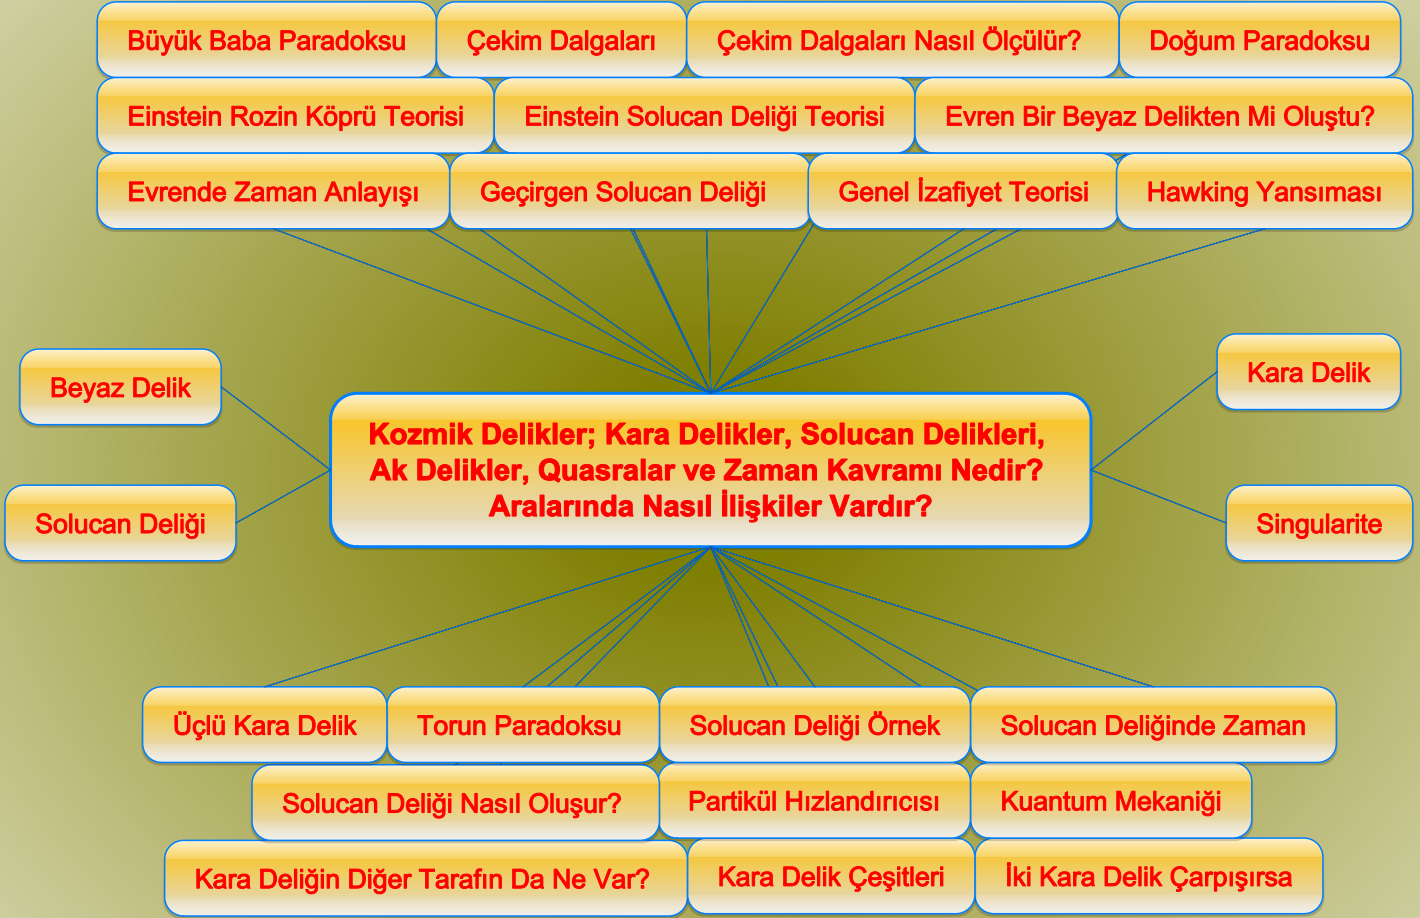 Büyük Baba Paradoksu
Çekim Dalgaları
Çekim Dalgaları Nasıl Ölçülür?
Doğum Paradoksu
Einstein Rozin Köprü Teorisi
Einstein Solucan Deliği Teorisi
Evren Bir Beyaz Delikten Mi Oluştu?
Evrende Zaman Anlayışı
Geçirgen Solucan Deliği
Genel İzafiyet Teorisi
Hawking Yansıması
Beyaz Delik
Kara Delik
Kozmik Delikler; Kara Delikler, Solucan Delikleri,
Ak Delikler, Quasralar ve Zaman Kavramı Nedir?
Aralarında Nasıl İlişkiler Vardır?
Solucan Deliği
Singularite
Üçlü Kara Delik
Torun Paradoksu
Solucan Deliği Örnek
Solucan Deliğinde Zaman
Solucan Deliği Nasıl Oluşur?
Partikül Hızlandırıcısı
Kuantum Mekaniği
Kara Deliğin Diğer Tarafın Da Ne Var?
Kara Delik Çeşitleri
İki Kara Delik Çarpışırsa